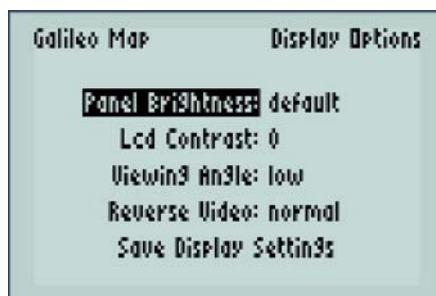 Galileo Map Display Options
Panel Brightness: default
Lcd Contrast: 0
Viewing Angle: low
Reverse Video: normal
Save Display Settings